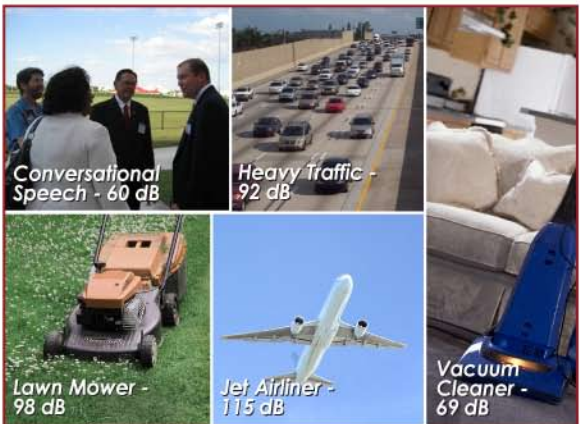 Conversational
Speech - 60 dB
Heavy Traffic -
92 dB
Lawn Mower -
98 dB
Jet Airliner -
115 dB
Vacuum
Cleaner -
69 dB